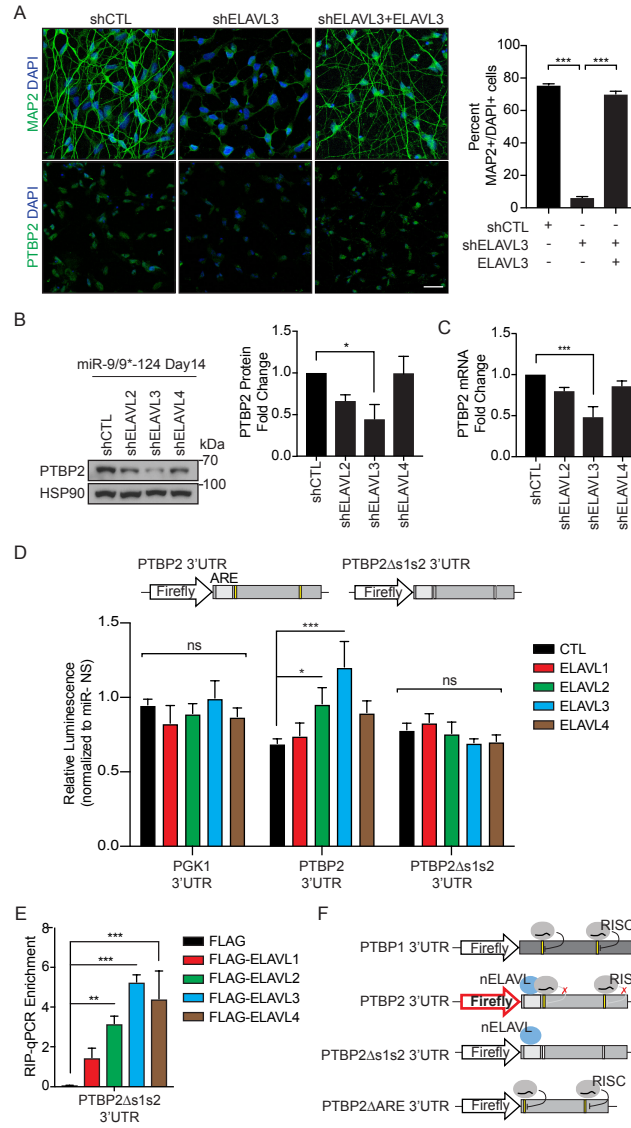 A
shCTL
shELAVL3
shELAVL3+ELAVL3
MAP2 DAPI
PTBP2 DAPI
Percent
MAP2+/DAPI+ cells
100
80
60
40
20
0
***
***
shCTL + - -
shELAVL3 - + +
ELAVL3 - - +
B
miR-9/9*-124 Day14
shCTL
shELAVL2
shELAVL3
shELAVL4
kDa
70
100
PTBP2
HSP90
PTBP2 Protein
Fold Change
1.5
1.0
0.5
0.0
*
shCTL
shELAVL2
shELAVL3
shELAVL4
C
PTBP2 mRNA
Fold Change
1.5
1.0
0.5
0.0
***
shCTL
shELAVL2
shELAVL3
shELAVL4
D
PTBP2 3'UTR
ARE
Firefly
PTBP2Δs1s2 3'UTR
Firefly
Relative Luminescence
(normalized to miR- NS)
1.5
1.0
0.5
0.0
ns
*
***
ns
PGK1
3'UTR
PTBP2
3'UTR
PTBP2Δs1s2
3'UTR
CTL
ELAVL1
ELAVL2
ELAVL3
ELAVL4
E
RIP-qPCR Enrichment
8
6
4
2
0
***
***
**
PTBP2Δs1s2
3'UTR
FLAG
FLAG-ELAVL1
FLAG-ELAVL2
FLAG-ELAVL3
FLAG-ELAVL4
F
PTBP1 3'UTR
Firefly
RISC
nELAVL
PTBP2 3'UTR
Firefly
RIS
x
x
nELAVL
PTBP2Δs1s2 3'UTR
Firefly
PTBP2ΔARE 3'UTR
Firefly
RISC